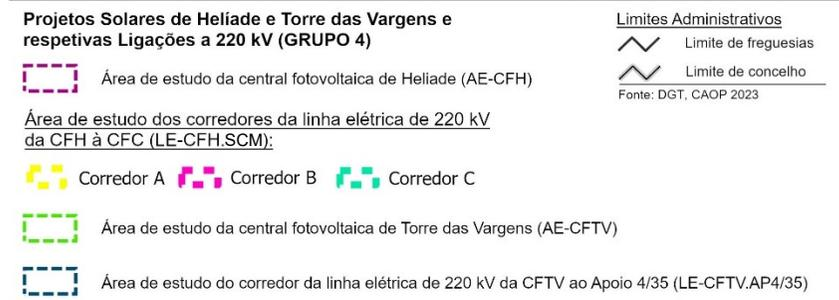 Projetos Solares de Helíade e Torre das Vargens e
respetivas Ligações a 220 kV (GRUPO 4)
Área de estudo da central fotovoltaica de Heliade (AE-CFH)
Área de estudo dos corredores da linha elétrica de 220 kV
da CFH à CFC (LE-CFH.SCM):
Corredor A
Corredor B
Corredor C
Área de estudo da central fotovoltaica de Torre das Vargens (AE-CFTV)
Área de estudo do corredor da linha elétrica de 220 kV da CFTV ao Apoio 4/35 (LE-CFTV.AP4/35)
Limites Administrativos
Limite de freguesias
Limite de concelho
Fonte: DGT, CAOP 2023